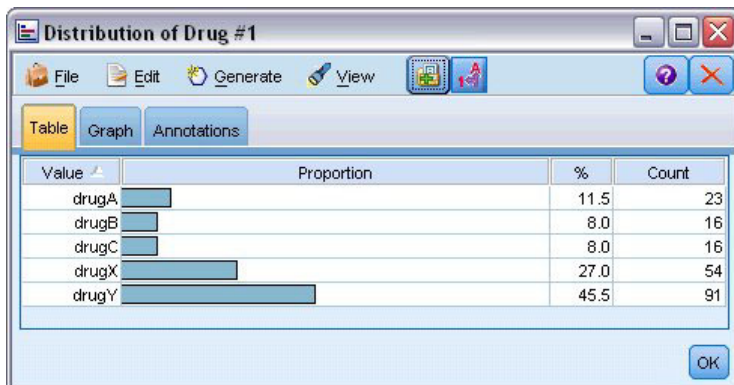 Distribution of Drug #1
File Edit Generate View
Table Graph Annotations
Value Proportion % Count
drugA 11.5 23
drugB 8.0 16
drugC 8.0 16
drugX 27.0 54
drugY 45.5 91
OK